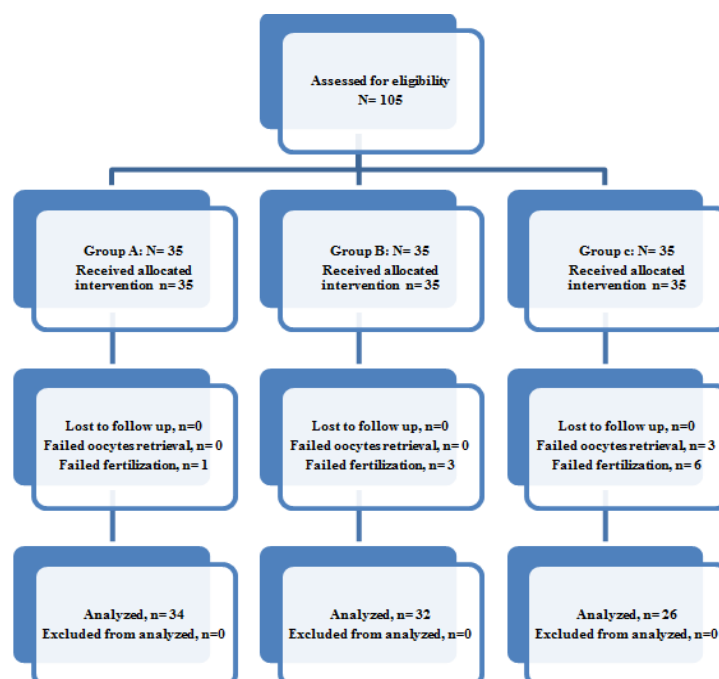 Assessed for eligibility
N= 105
Group A: N= 35
Received allocated
intervention n= 35
Group B: N= 35
Received allocated
intervention n= 35
Group c: N= 35
Received allocated
intervention n= 35
Lost to follow up, n=0
Failed oocytes retrieval, n= 0
Failed fertilization, n= 1
Lost to follow up, n=0
Failed oocytes retrieval, n= 0
Failed fertilization, n= 3
Lost to follow up, n=0
Failed oocytes retrieval, n= 3
Failed fertilization, n= 6
Analyzed, n= 34
Excluded from analyzed, n=0
Analyzed, n= 32
Excluded from analyzed, n=0
Analyzed, n= 26
Excluded from analyzed, n=0